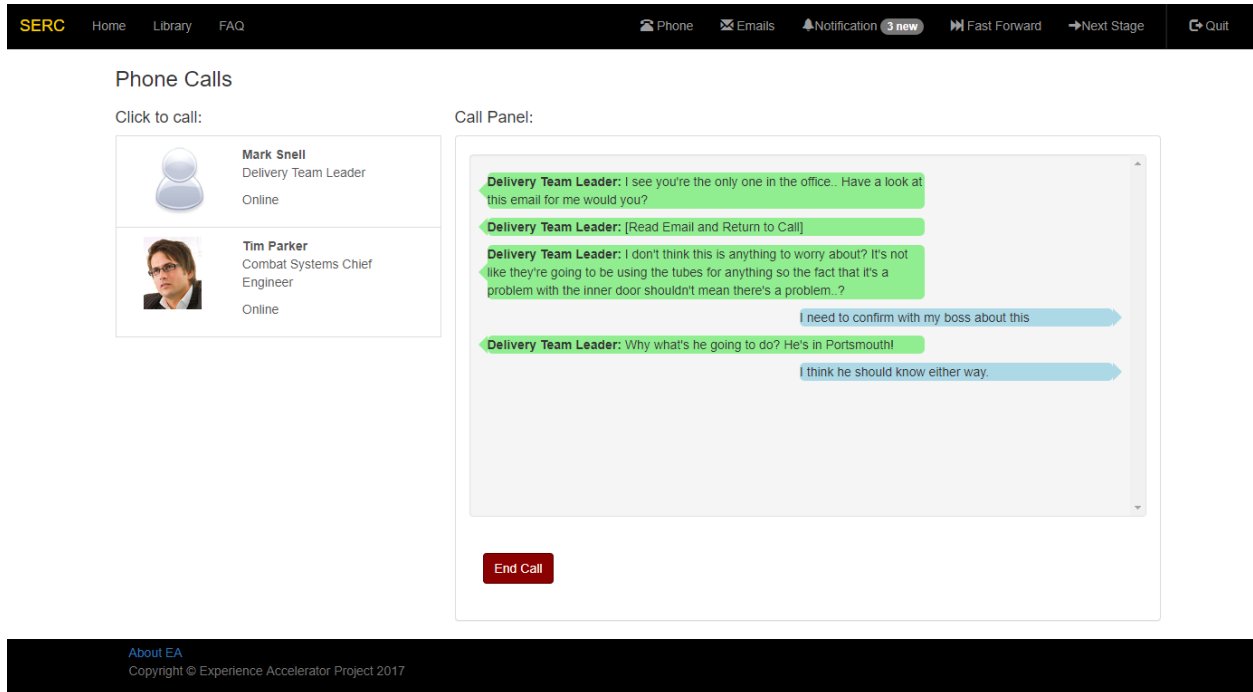 SERC Home Library FAQ Phone Emails Notification 3 new Fast Forward Next Stage Quit
Phone Calls
Click to call:
Mark Snell
Delivery Team Leader
Online
Tim Parker
Combat Systems Chief
Engineer
Online
Call Panel:
Delivery Team Leader: I see you're the only one in the office.. Have a look at
this email for me would you?
Delivery Team Leader: [Read Email and Return to Call]
Delivery Team Leader: I don't think this is anything to worry about? It's not
like they're going to be using the tubes for anything so the fact that it's a
problem with the inner door shouldn't mean there's a problem..?
I need to confirm with my boss about this
Delivery Team Leader: Why what's he going to do? He's in Portsmouth!
I think he should know either way.
End Call
About EA
Copyright © Experience Accelerator Project 2017